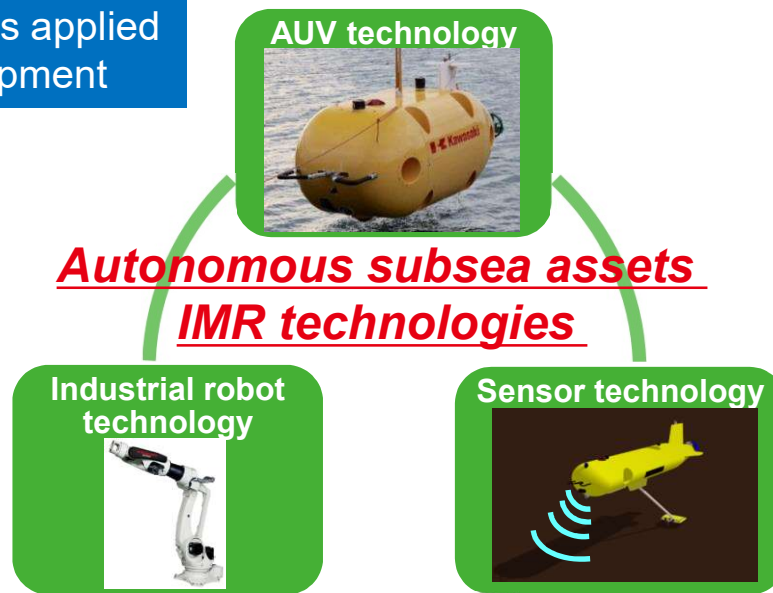 s applied
pment
AUV technology
Kawasaki
Autonomous subsea assets
IMR technologies
Industrial robot
technology
Sensor technology